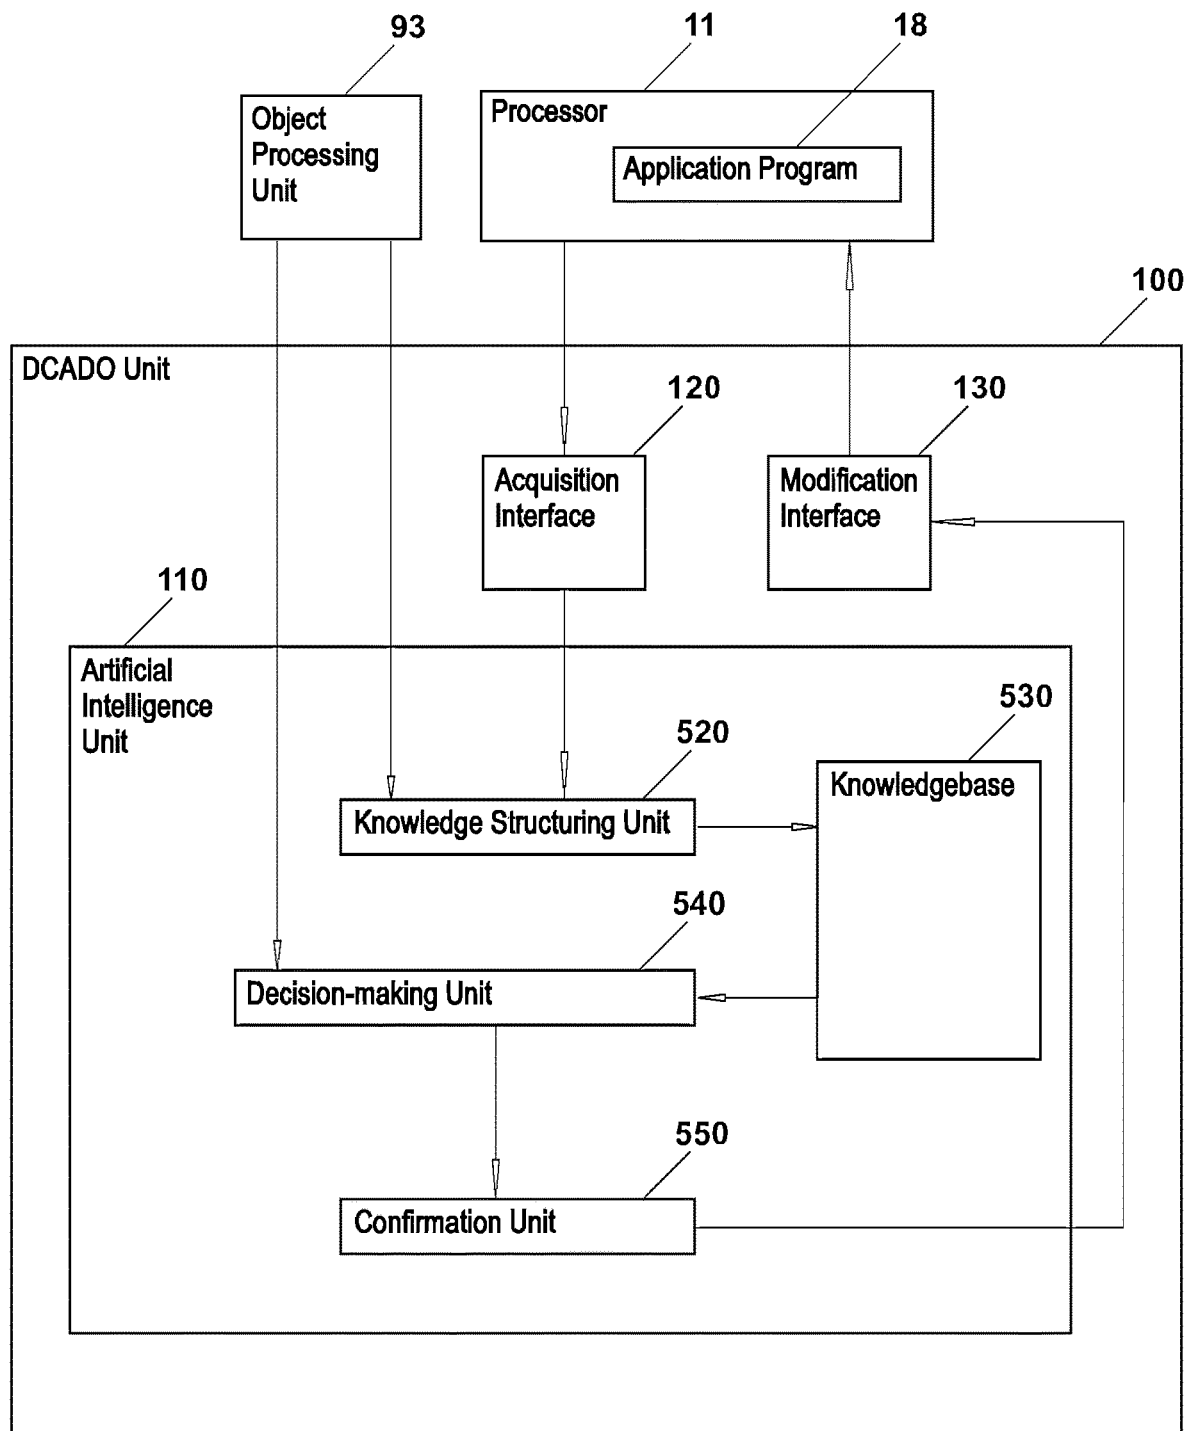 93
11
18
Object
Processing
Unit
Processor
Application Program
100
DCADO Unit
120
130
Acquisition
Interface
Modification
Interface
110
Artificial
Intelligence
Unit
530
520
Knowledgebase
Knowledge Structuring Unit
540
Decision-making Unit
550
Confirmation Unit